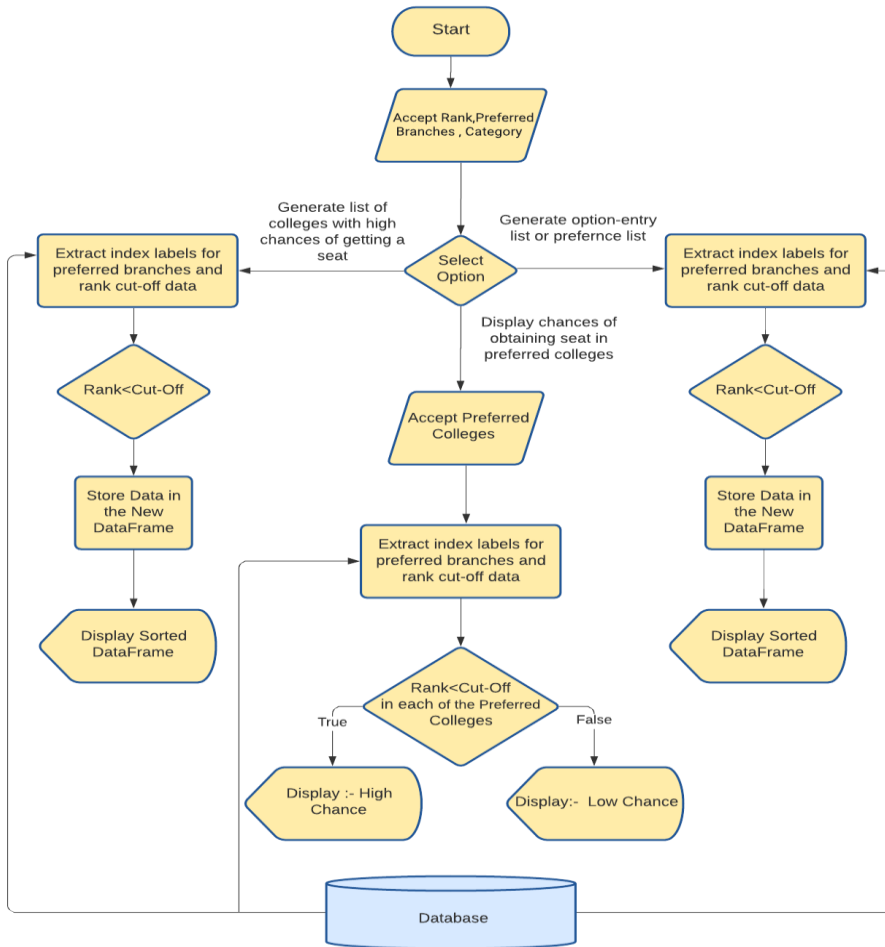 Start
Accept Rank,Preferred
Branches , Category
Generate list of
colleges with high
chances of getting a
seat
Generate option-entry
list or prefernce list
Select
Option
Extract index labels for
preferred branches and
rank cut-off data
Extract index labels for
preferred branches and
rank cut-off data
Display chances of
obtaining seat in
preferred colleges
Rank<Cut-Off
Rank<Cut-Off
Accept Preferred
Colleges
Store Data in
the New
DataFrame
Store Data in
the New
DataFrame
Extract index labels for
preferred branches and
rank cut-off data
Display Sorted
DataFrame
Display Sorted
DataFrame
Rank<Cut-Off
in each of the Preferred
Colleges
True
False
Display :- High
Chance
Display:-  Low Chance
Database